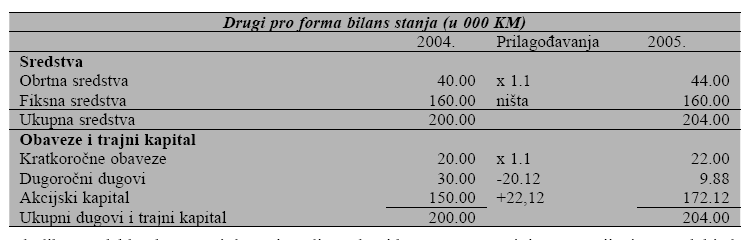 Drugi pro forma bilans stanja (u 000 KM)
2004. Prilagođavanja 2005.
Sredstva
Obrtna sredstva 40.00 x 1.1 44.00
Fiksna sredstva 160.00 ništa 160.00
Ukupna sredstva 200.00 204.00
Obaveze i trajni kapital
Kratkoročne obaveze 20.00 x 1.1 22.00
Dugoročni dugovi 30.00 -20.12 9.88
Akcijski kapital 150.00 +22,12 172.12
Ukupni dugovi i trajni kapital 200.00 204.00